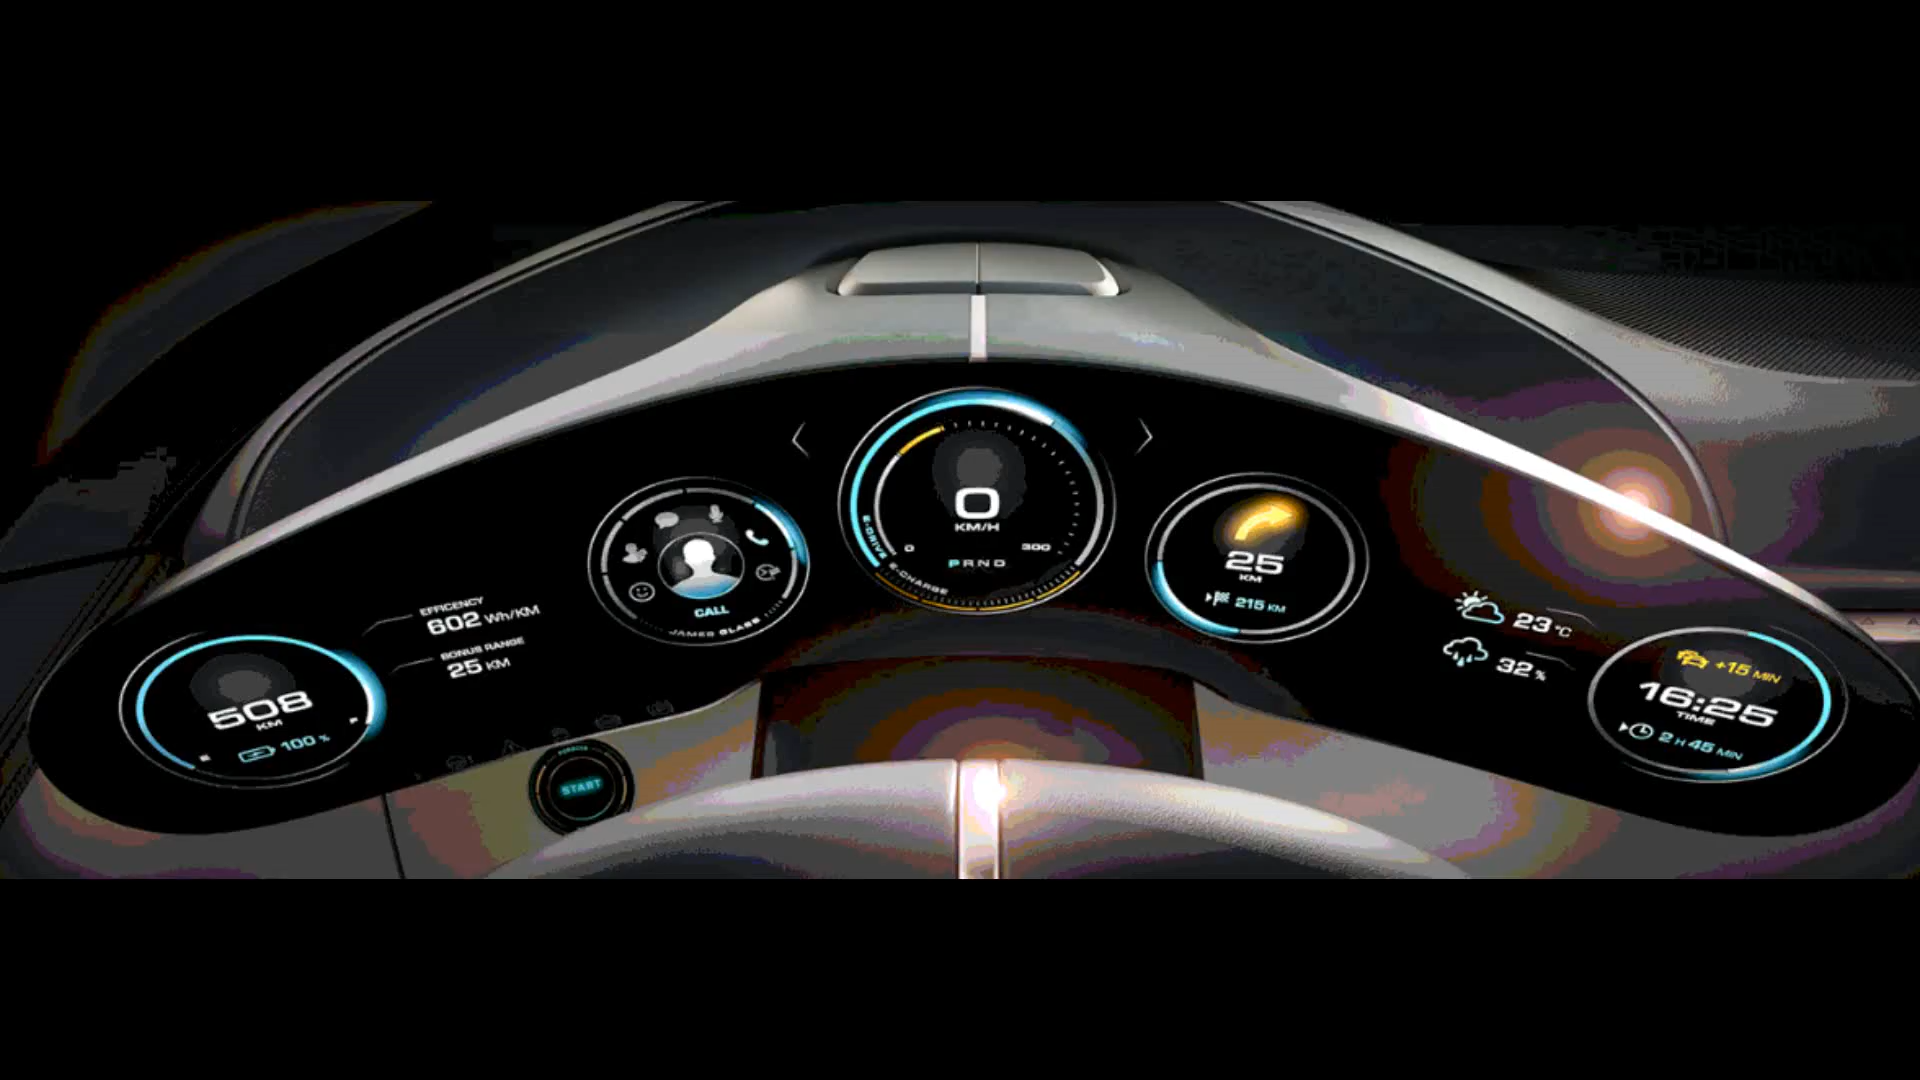 508
KM
100 %
EFFICENCY
602 Wh/KM
BONUS RANGE
25 KM
START
CALL
JAMES GLASS
0
KM/H
0
300
PRND
E-DRIVE
E-CHARGE
25
KM
215 KM
23 °C
32 %
+15 MIN
16:25
TIME
2 H 45 MIN